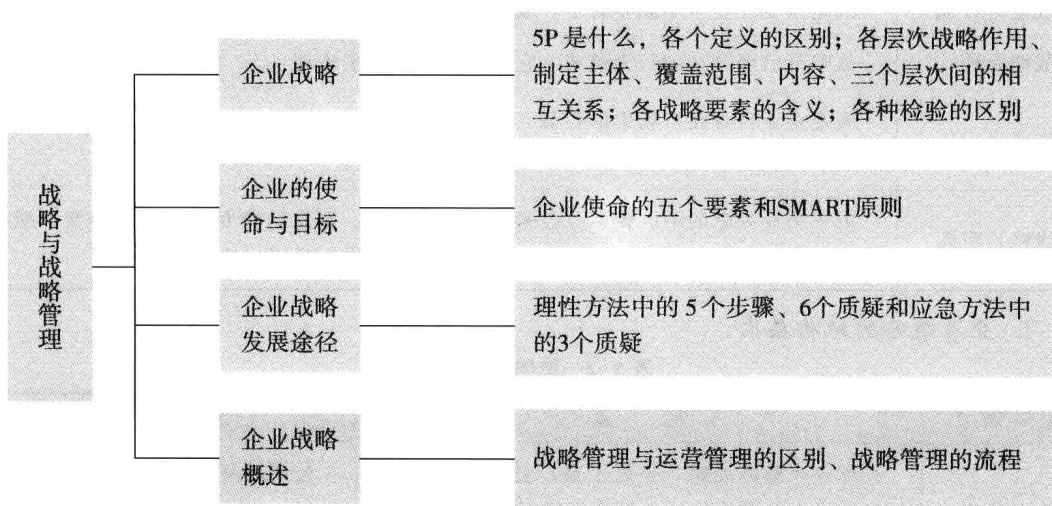 战略与战略管理
企业战略
5P 是什么，各个定义的区别；各层次战略作用、
制定主体、覆盖范围、内容、三个层次间的相
互关系；各战略要素的含义；各种检验的区别
企业的使
命与目标
企业使命的五个要素和SMART原则
企业战略
发展途径
理性方法中的 5 个步骤、6个质疑和应急方法中
的3个质疑
企业战略
概述
战略管理与运营管理的区别、战略管理的流程